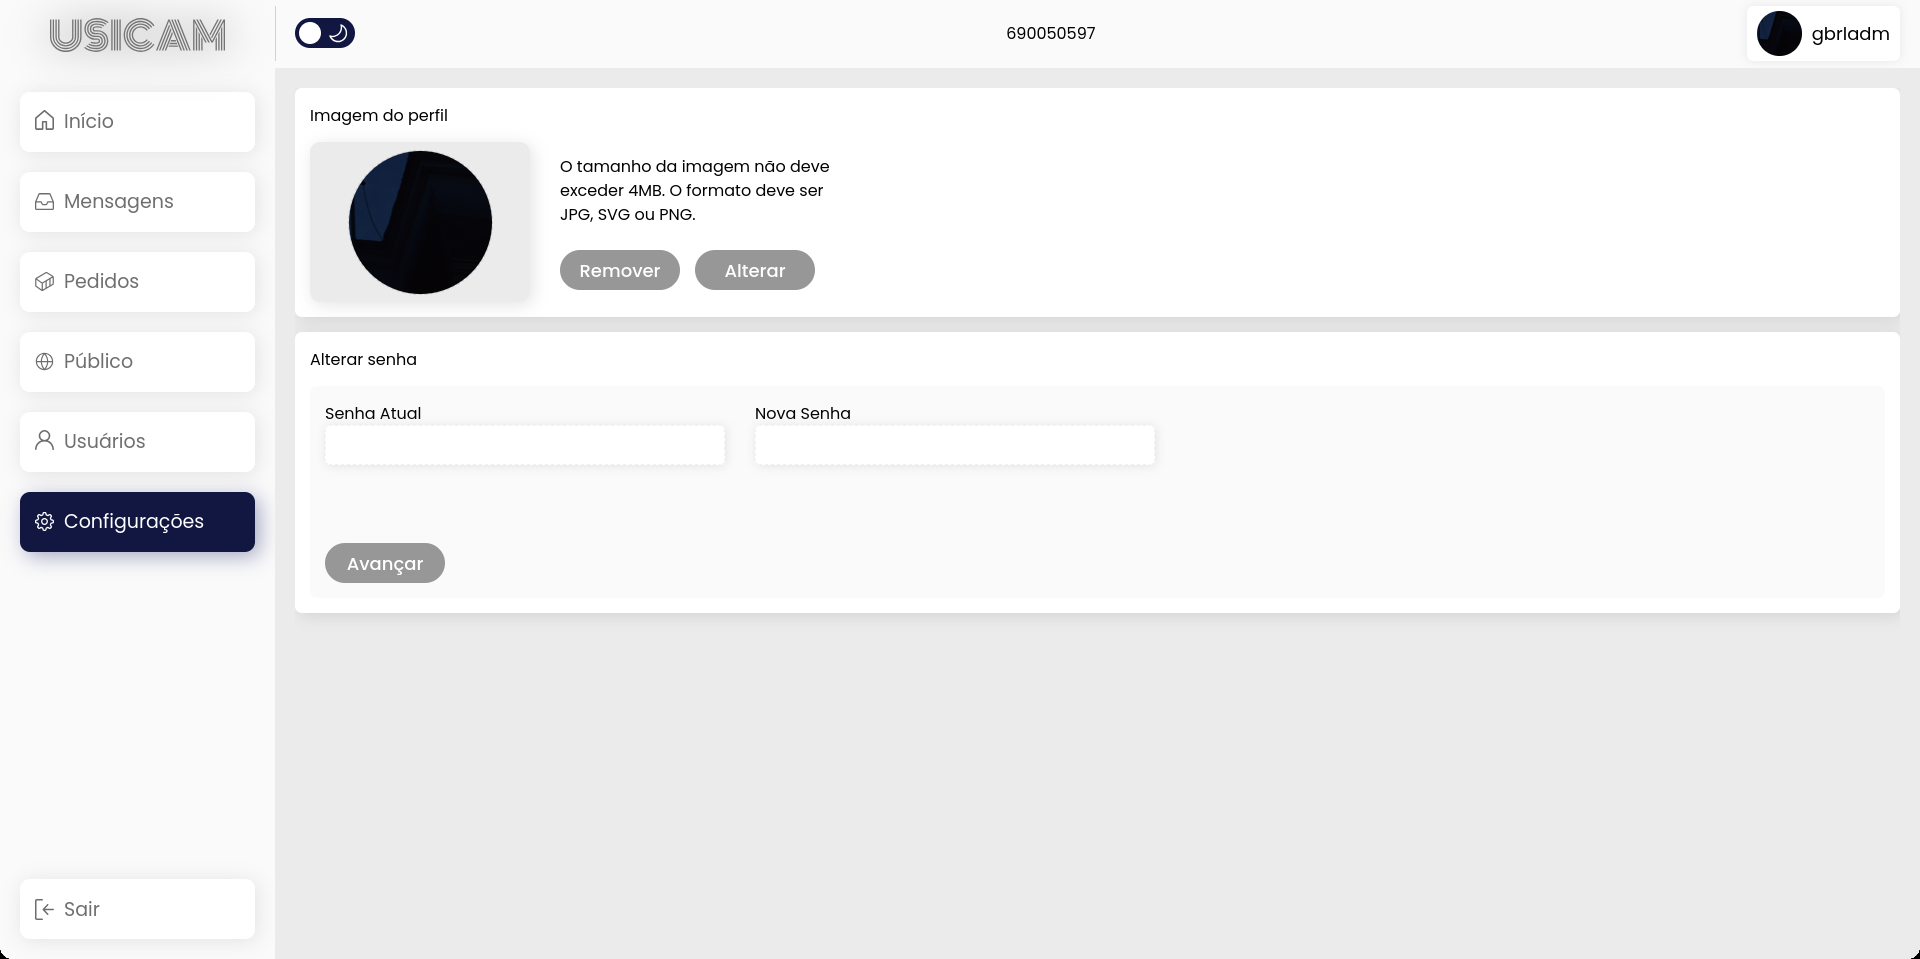 USICAM
690050597
gbrladm
Início
Mensagens
Pedidos
Público
Usuários
Configurações
Sair
Imagem do perfil
O tamanho da imagem não deve
exceder 4MB. O formato deve ser
JPG, SVG ou PNG.
Remover
Alterar
Alterar senha
Senha Atual
Nova Senha
Avançar